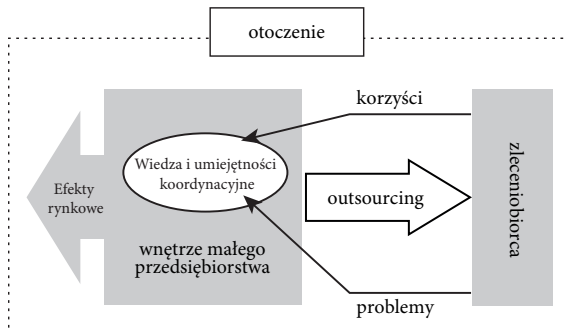 otoczenie
korzyści
Wiedza i umiejętności
koordynacyjne
Efekty
rynkowe
outsourcing
zleceniobiorca
wnętrze małego
przedsiębiorstwa
problemy